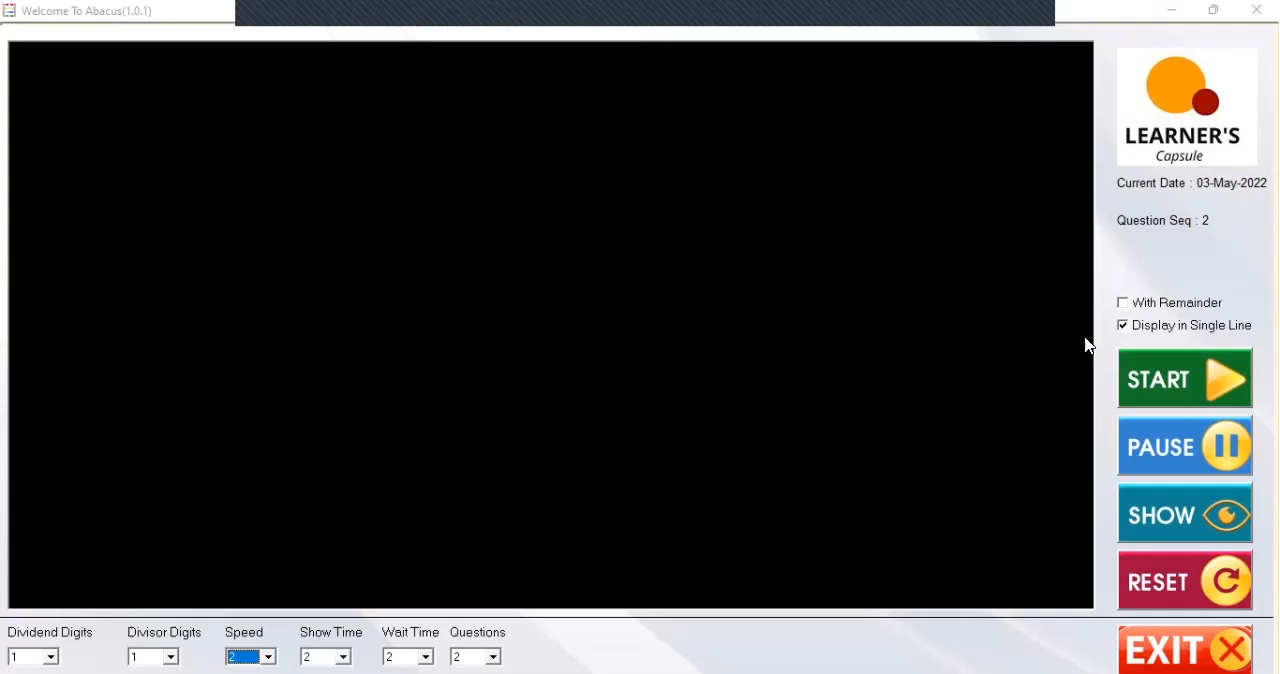 Welcome To Abacus(1.0.1)
LEARNER'S
Capsule
Current Date : 03-May-2022
Question Seq : 2
With Remainder
Display in Single Line
START
PAUSE
SHOW
RESET
EXIT
Dividend Digits Divisor Digits Speed Show Time Wait Time Questions
1 1 2 2 2 2